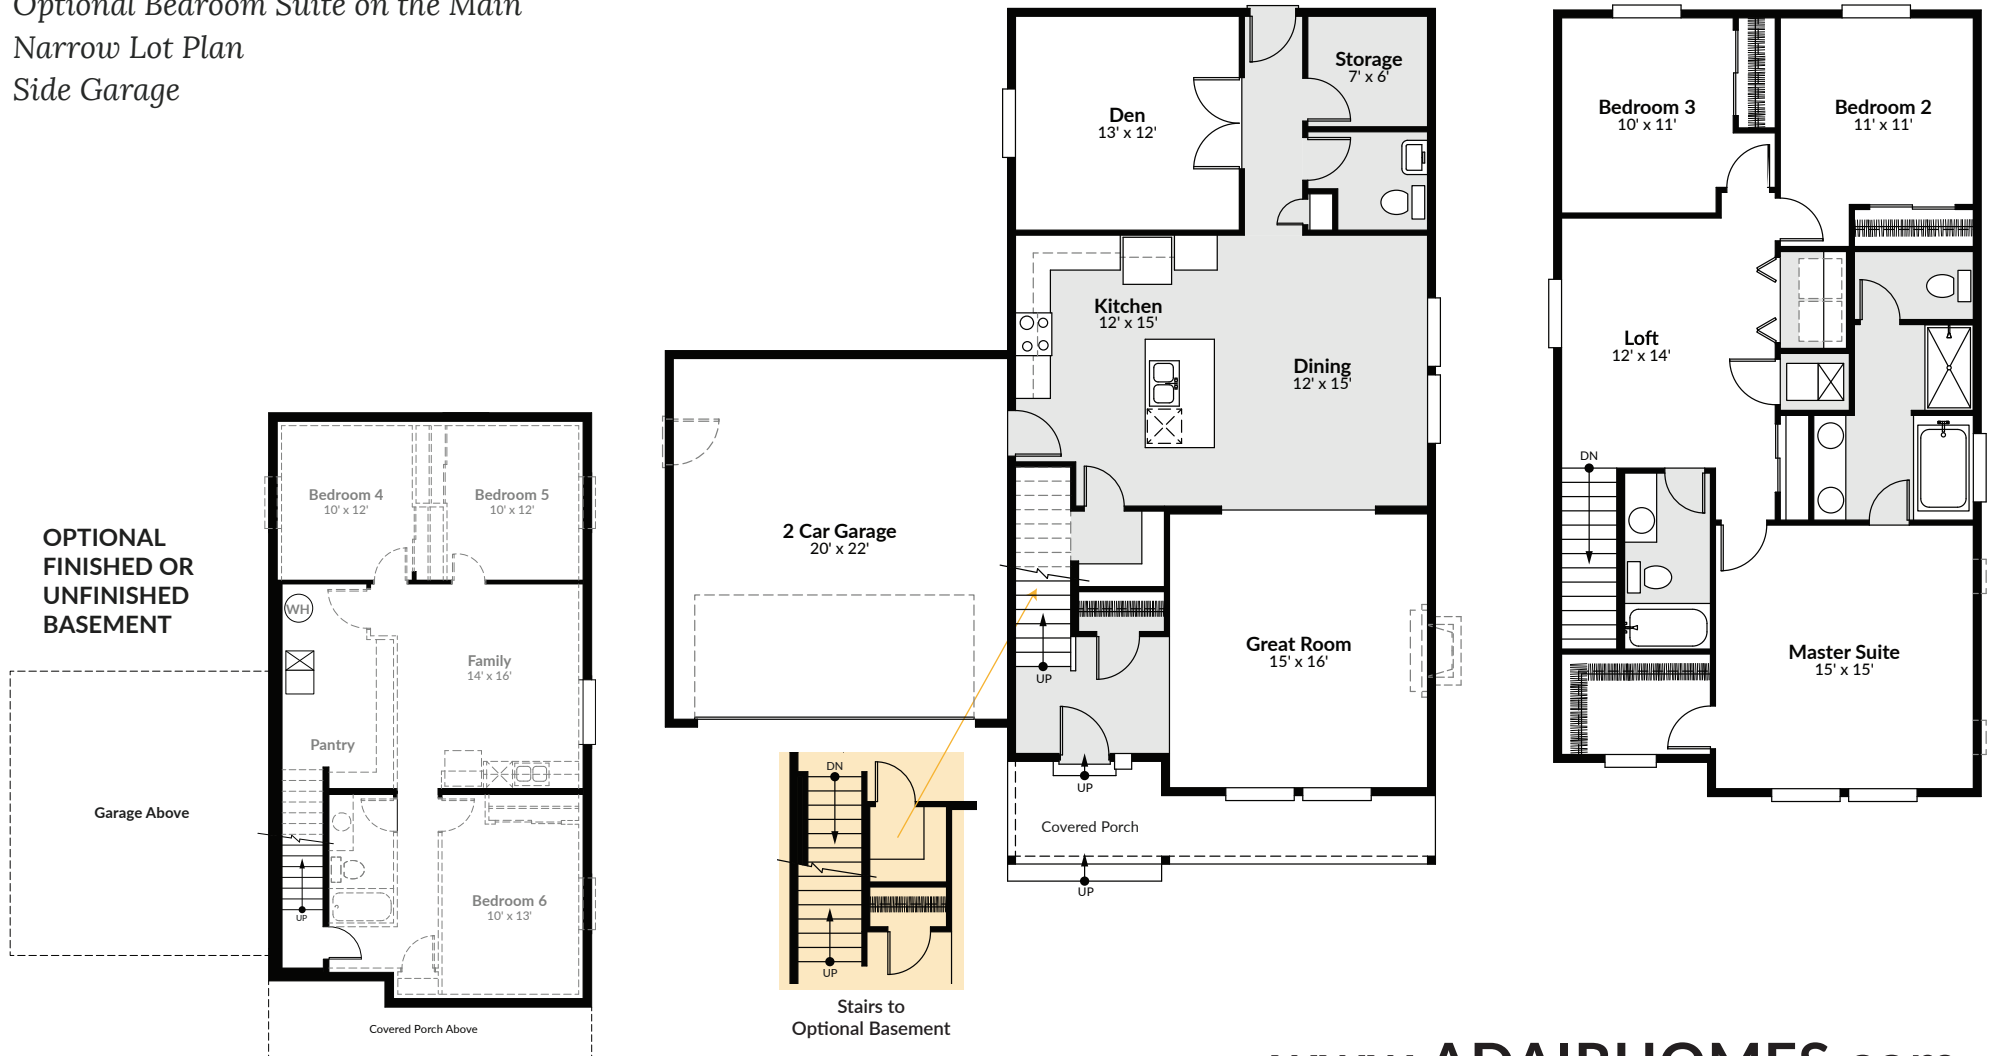 Optional Bedroom Suite on the Main
Narrow Lot Plan
Side Garage
OPTIONAL
FINISHED OR
UNFINISHED
BASEMENT
Bedroom 4
10' x 12'
Bedroom 5
10' x 12'
WH
Family
14' x 16'
Pantry
Garage Above
UP
Bedroom 6
10' x 13'
Covered Porch Above
Den
13' x 12'
Storage
7' x 6'
Kitchen
12' x 15'
Dining
12' x 15'
2 Car Garage
20' x 22'
Great Room
15' x 16'
UP
UP
Covered Porch
UP
DN
UP
Stairs to
Optional Basement
Bedroom 3
10' x 11'
Bedroom 2
11' x 11'
Loft
12' x 14'
DN
Master Suite
15' x 15'
www.ADAIRHOMES.com